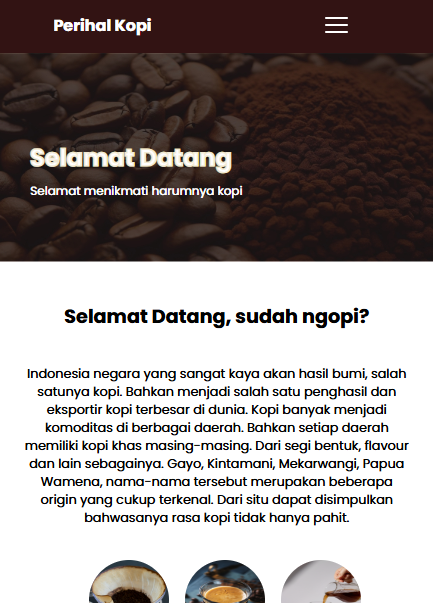 Perihal Kopi
Selamat Datang
Selamat menikmati harumnya kopi
Selamat Datang, sudah ngopi?
Indonesia negara yang sangat kaya akan hasil bumi, salah
satunya kopi. Bahkan menjadi salah satu penghasil dan
eksportir kopi terbesar di dunia. Kopi banyak menjadi
komoditas di berbagai daerah. Bahkan setiap daerah
memiliki kopi khas masing-masing. Dari segi bentuk, flavour
dan lain sebagainya. Gayo, Kintamani, Mekarwangi, Papua
Wamena, nama-nama tersebut merupakan beberapa
origin yang cukup terkenal. Dari situ dapat disimpulkan
bahwasanya rasa kopi tidak hanya pahit.